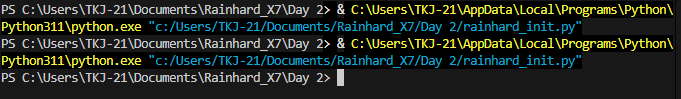 PS C:\Users\TKJ-21\Documents\Rainhard_X7\Day 2> & C:\Users\TKJ-21\AppData\Local\Programs\Python\
Python311\python.exe "c:/Users/TKJ-21/Documents/Rainhard_X7/Day 2/rainhard_init.py"
PS C:\Users\TKJ-21\Documents\Rainhard_X7\Day 2> & C:\Users\TKJ-21\AppData\Local\Programs\Python\
Python311\python.exe "c:/Users/TKJ-21/Documents/Rainhard_X7/Day 2/rainhard_init.py"
PS C:\Users\TKJ-21\Documents\Rainhard_X7\Day 2>